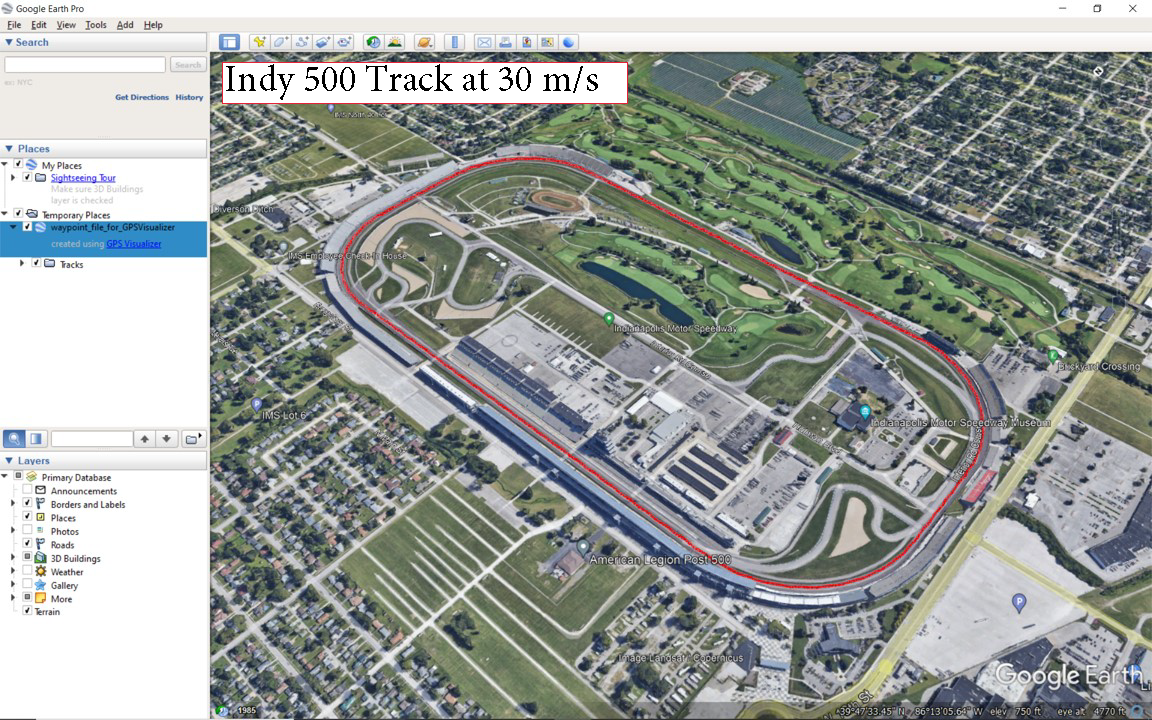 Google Earth Pro
File Edit View Tools Add Help
Search
Search
ex: NYC
Get Directions History
Places
My Places
Sightseeing Tour
Make sure 3D Buildings
layer is checked
Temporary Places
waypoint_file_for_GPSVisualizer
created using GPS Visualizer
Tracks
Layers
Primary Database
Announcements
Borders and Labels
Places
Photos
Roads
3D Buildings
Weather
Gallery
More
Terrain
Indy 500 Track at 30 m/s
Diverson Ditch
IMS Employee Check-in House
Indianapolis Motor Speedway
Brickyard Crossing
IMS Lot 6
Indianapolis Motor Speedway Museum
American Legion Post 500
Image Landsat / Copernicus
Google Earth
1985
39°47'33.45" N 86°13'05.64" W elev 750 ft eye alt 4770 ft